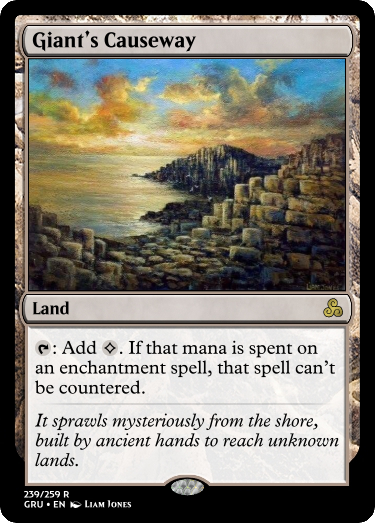 Giant's Causeway
Land
: Add . If that mana is spent on
an enchantment spell, that spell can't
be countered.
It sprawls mysteriously from the shore,
built by ancient hands to reach unknown
lands.
239/259 R
GRU • EN Liam Jones